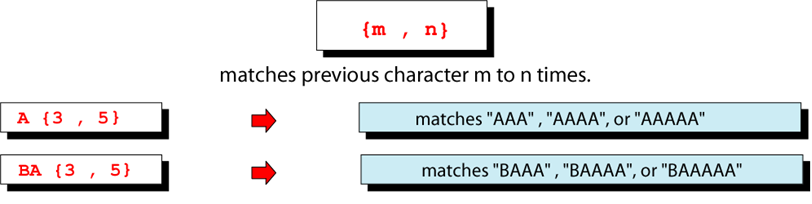 {m , n}
matches previous character m to n times.
A {3 , 5}
matches "AAA" , "AAAA", or "AAAAA"
BA {3 , 5}
matches "BAAA" , "BAAAA", or "BAAAAA"